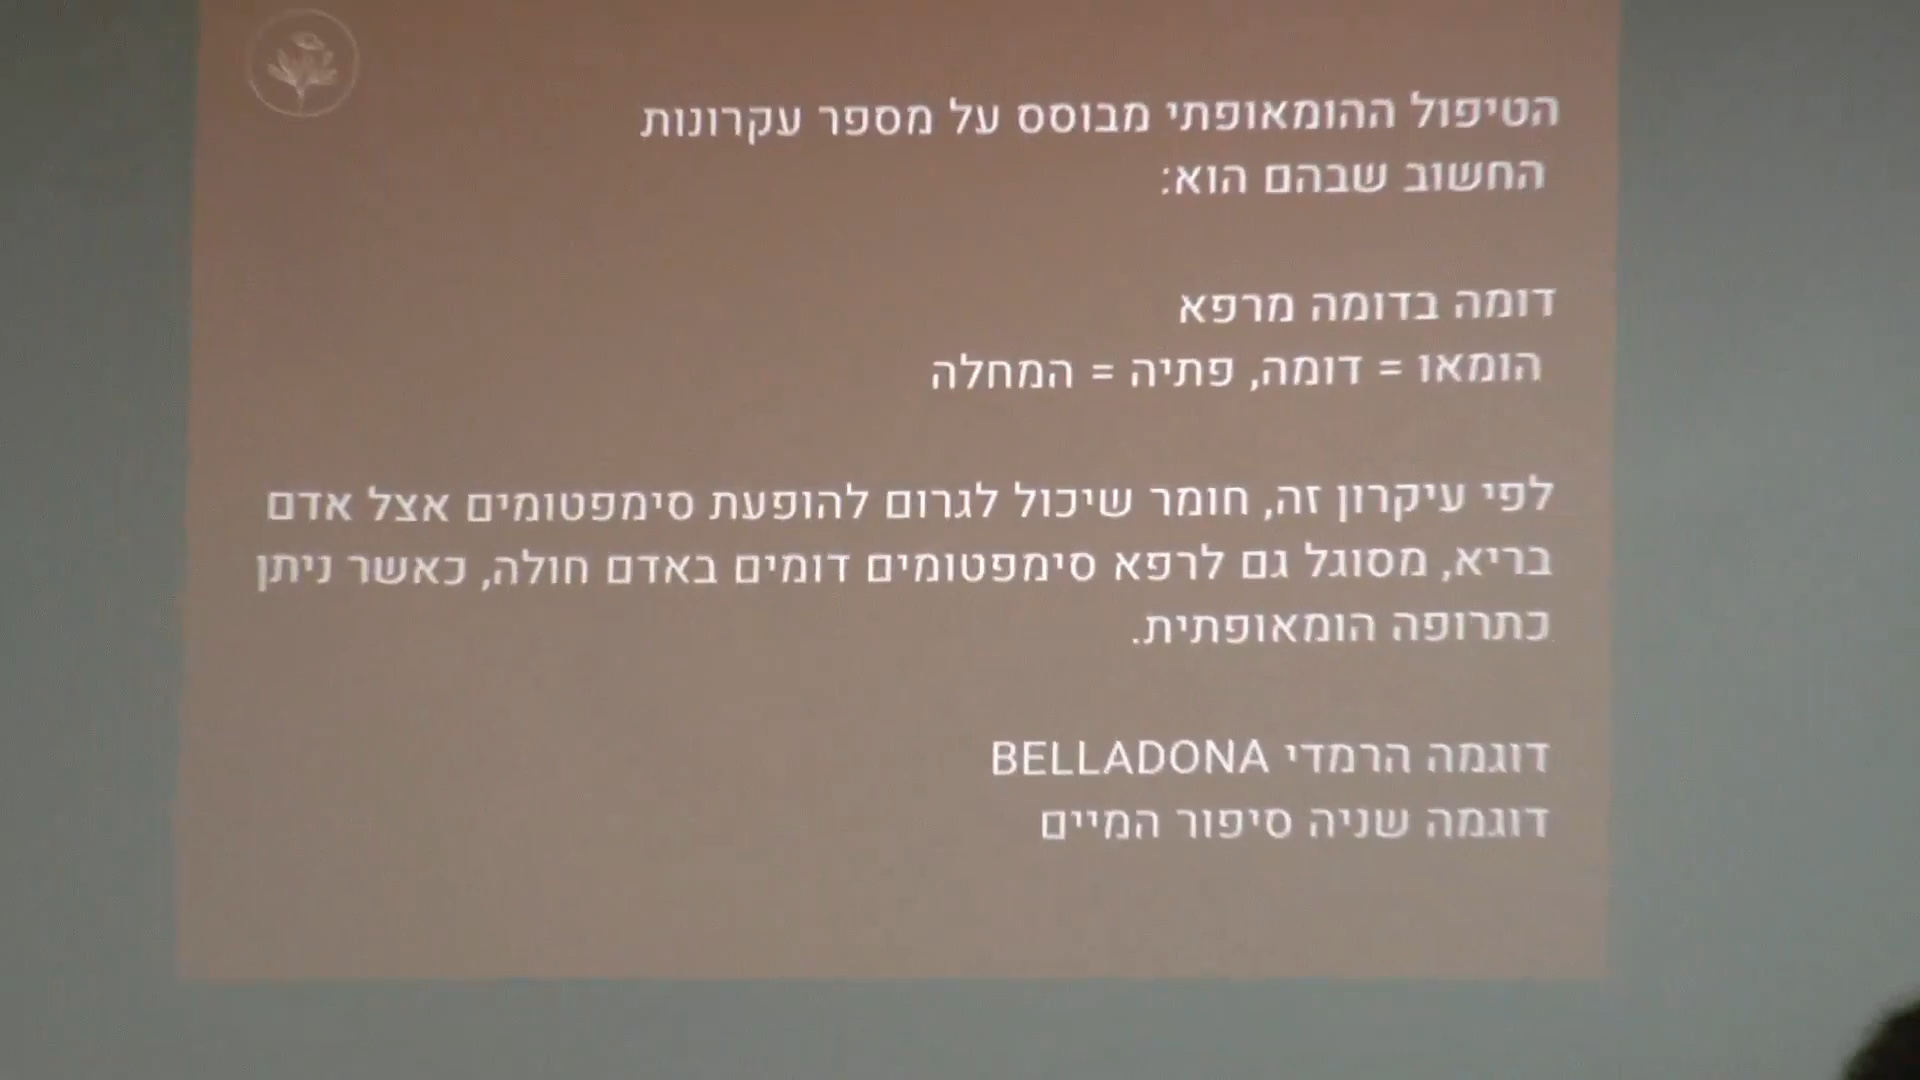 הטיפול ההומאופתי מבוסס על מספר עקרונות
החשוב שבהם הוא:
דומה בדומה מרפא
הומאו = דומה, פתיה = המחלה
לפי עיקרון זה, חומר שיכול לגרום להופעת סימפטומים אצל אדם
בריא, מסוגל גם לרפא סימפטומים דומים באדם חולה, כאשר ניתן
כתרופה הומאופתית.
דוגמה הרמדי BELLADONA
דוגמה שניה סיפור המיים